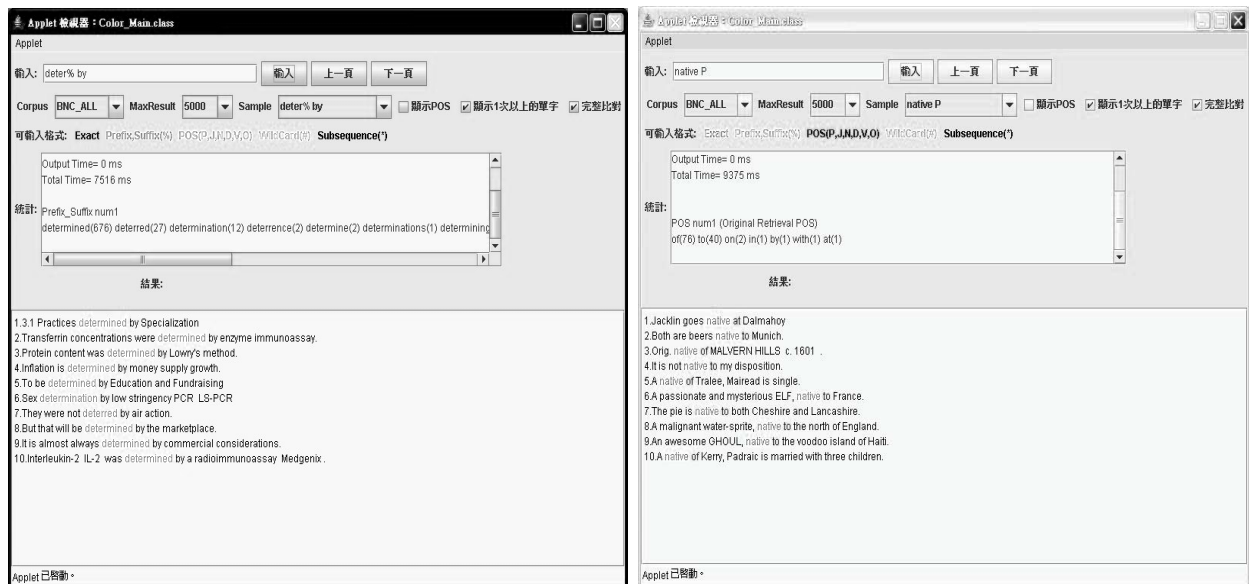 Applet 檢視器：Color_Main.class
Applet
輸入: deter% by 輸入 上一頁 下一頁
Corpus BNC_ALL MaxResult 5000 Sample deter% by 顯示POS 顯示1次以上的單字 完整比對
可輸入格式: Exact Prefix,Suffix(%) POS(P,J,N,D,V,O) WildCard(#) Subsequence(*)
Output Time= 0 ms
Total Time= 7516 ms
統計: Prefix_Suffix num1
determined(676) deterred(27) determination(12) deterrence(2) determine(2) determinations(1) determining
結果:
1.3.1 Practices determined by Specialization
2.Transferrin concentrations were determined by enzyme immunoassay.
3.Protein content was determined by Lowry's method.
4.Inflation is determined by money supply growth.
5.To be determined by Education and Fundraising
6.Sex determination by low stringency PCR LS-PCR
7.They were not deterred by air action.
8.But that will be determined by the marketplace.
9.It is almost always determined by commercial considerations.
10.Interleukin-2 IL-2 was determined by a radioimmunoassay Medgenix .
Applet 已啓動。
Applet 檢視器：Color_Main.class
Applet
輸入: native P 輸入 上一頁 下一頁
Corpus BNC_ALL MaxResult 5000 Sample native P 顯示POS 顯示1次以上的單字 完整比對
可輸入格式: Exact Prefix,Suffix(%) POS(P,J,N,D,V,O) WildCard(#) Subsequence(*)
Output Time= 0 ms
Total Time= 9375 ms
統計:
POS num1 (Original Retrieval POS)
of(76) to(40) on(2) in(1) by(1) with(1) at(1)
結果:
1.Jacklin goes native at Dalmahoy
2.Both are beers native to Munich.
3.Orig. native of MALVERN HILLS c. 1601 .
4.It is not native to my disposition.
5.A native of Tralee, Mairead is single.
6.A passionate and mysterious ELF, native to France.
7.The pie is native to both Cheshire and Lancashire.
8.A malignant water-sprite, native to the north of England.
9.An awesome GHOUL, native to the voodoo island of Haiti.
10.A native of Kerry, Padraic is married with three children.
Applet 已啓動。